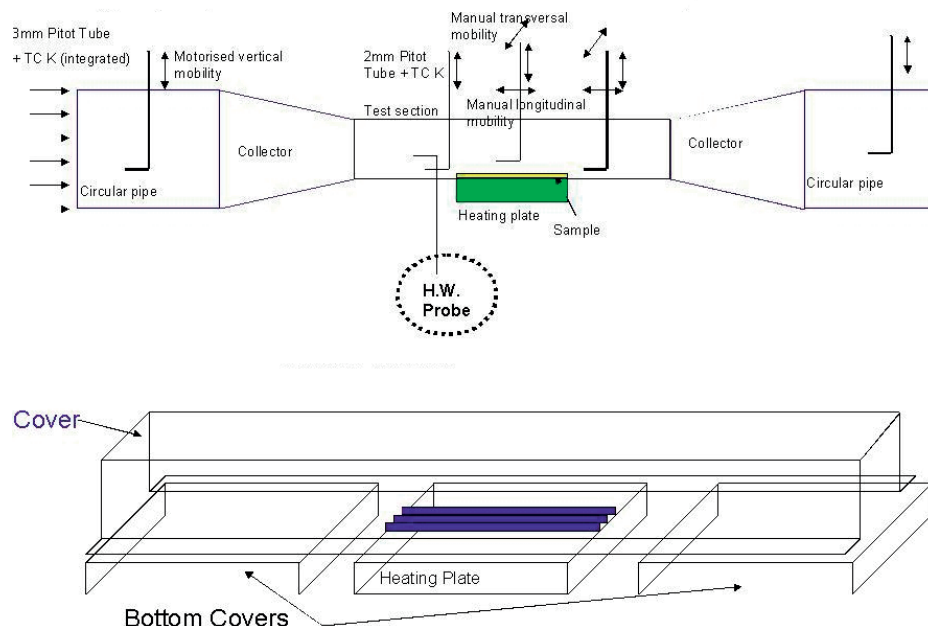 3mm Pitot Tube
+ TC K (integrated)
Motorised vertical
mobility
2mm Pitot
Tube + TC K
Manual transversal
mobility
Manual longitudinal
mobility
Test section
Collector
Collector
Circular pipe
Circular pipe
Heating plate
Sample
H.W.
Probe
Cover
Heating Plate
Bottom Covers